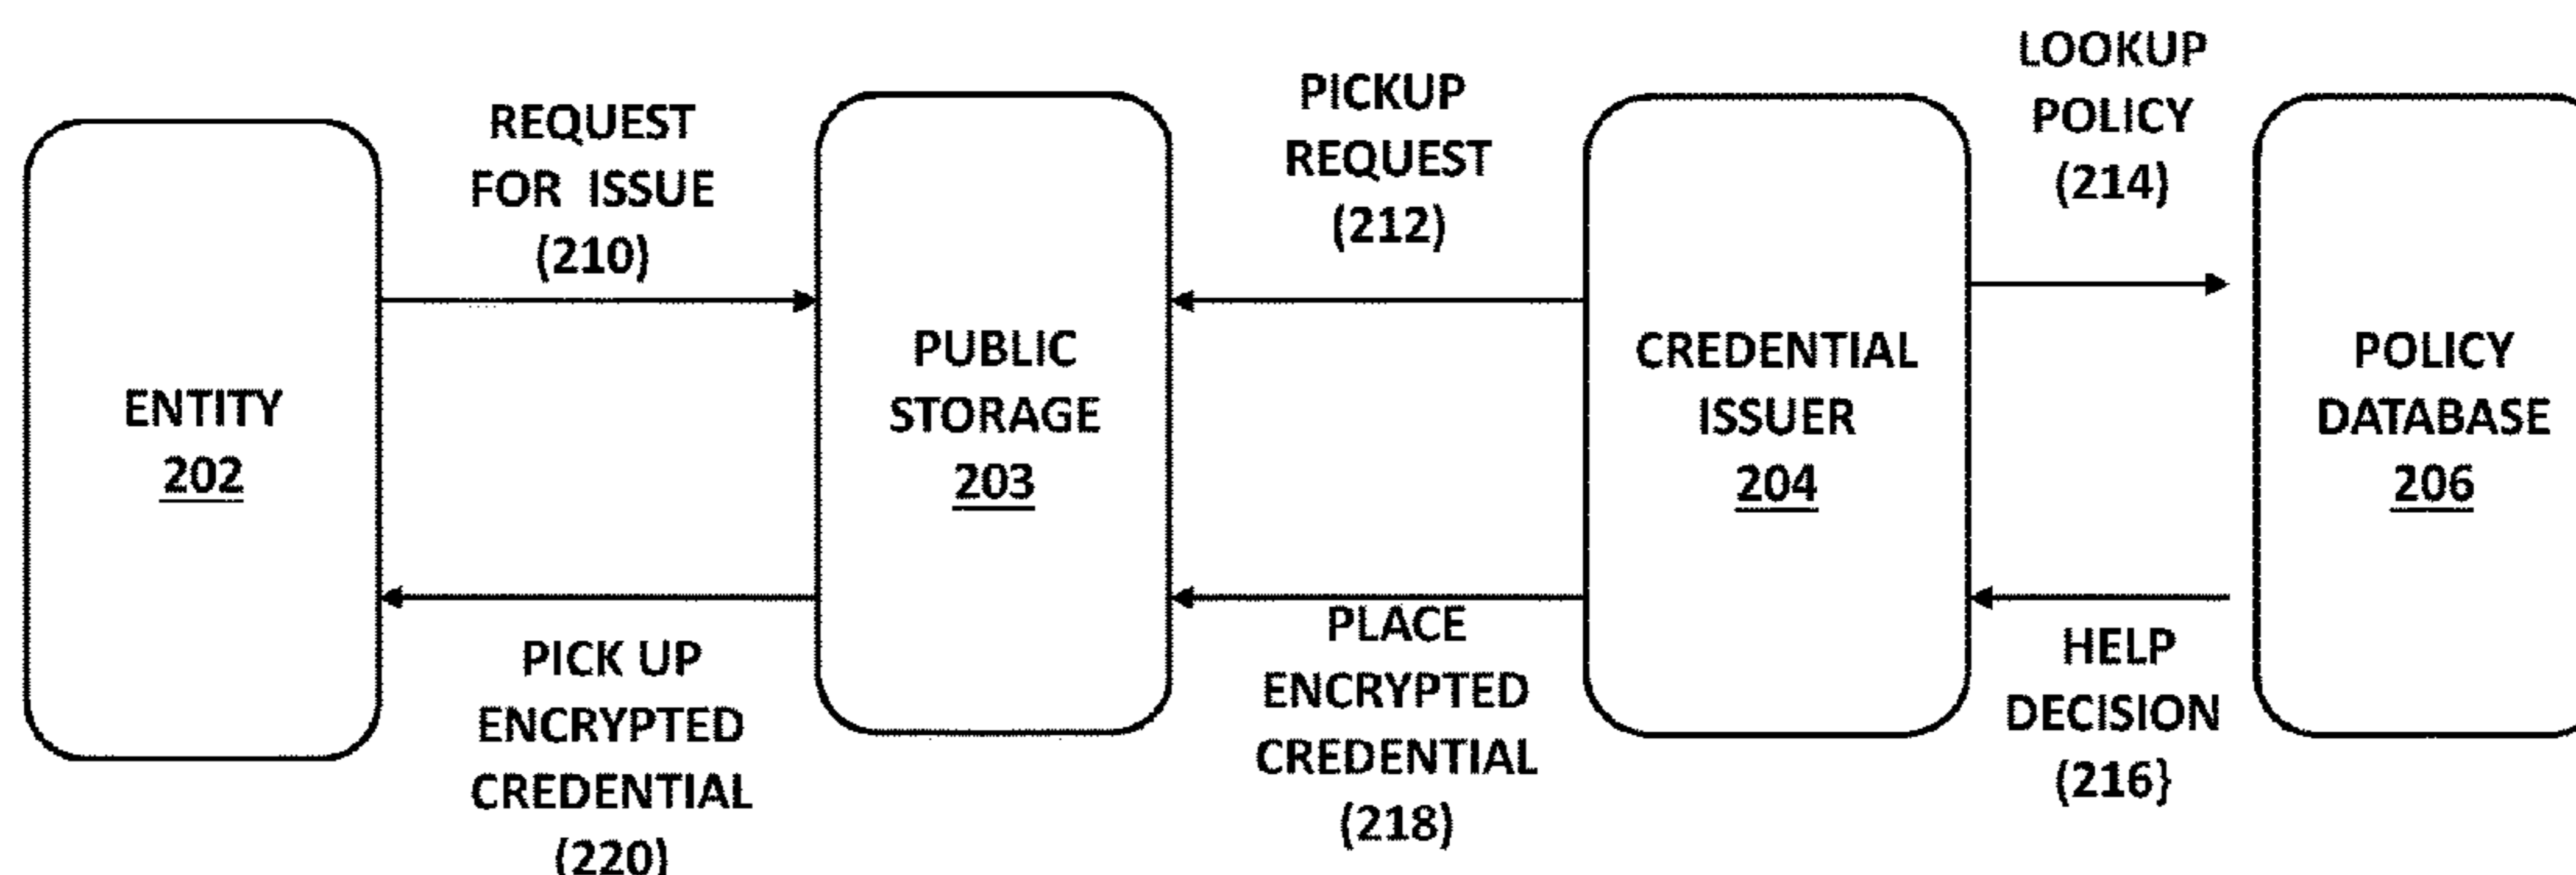 REQUEST
FOR ISSUE
(210)
PICKUP
REQUEST
(212)
LOOKUP
POLICY
(214)
ENTITY
202
PUBLIC
STORAGE
203
CREDENTIAL
ISSUER
204
POLICY
DATABASE
206
PICK UP
ENCRYPTED
CREDENTIAL
(220)
PLACE
ENCRYPTED
CREDENTIAL
(218)
HELP
DECISION
(216}